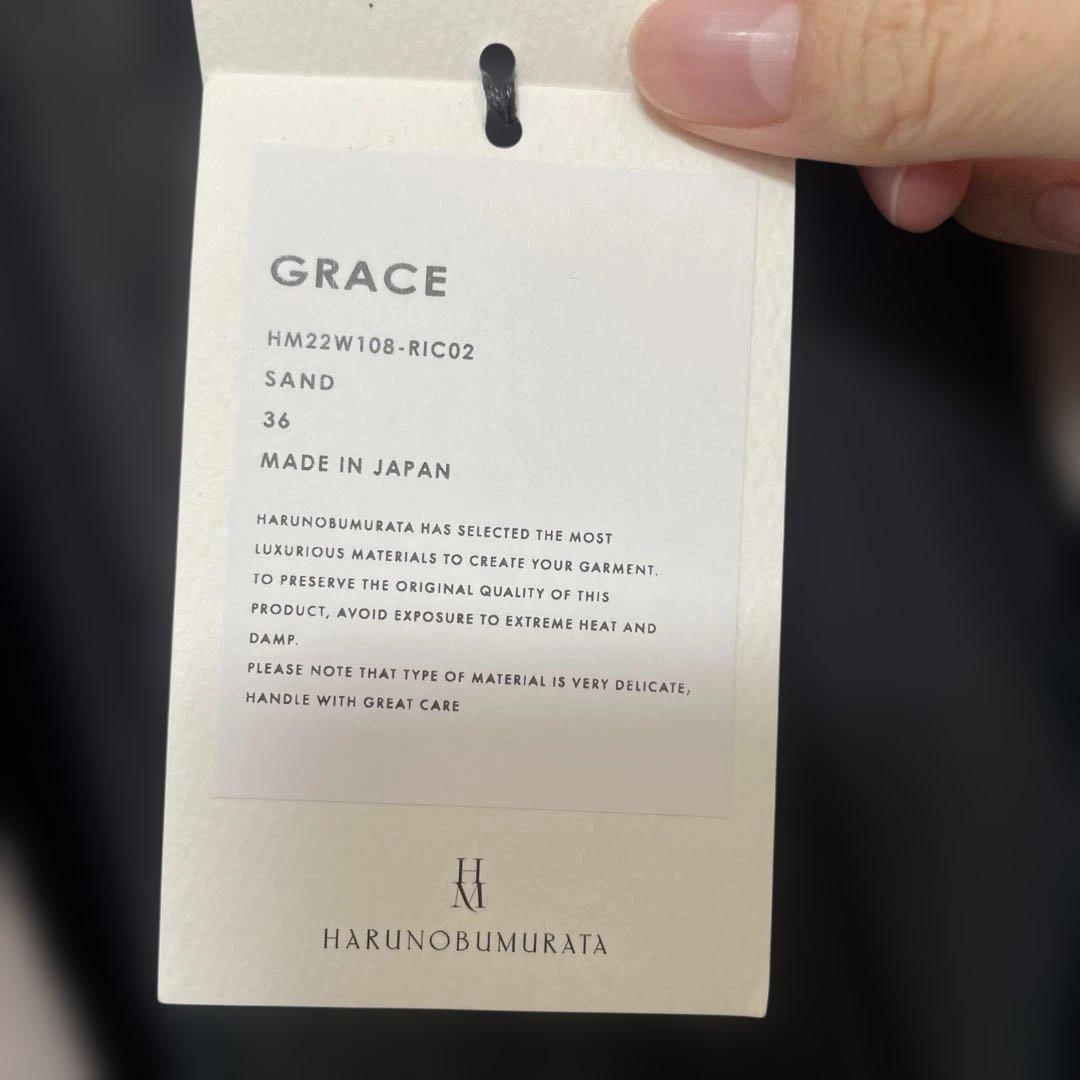 GRACE
HM22W108-RIC02
SAND
36
MADE IN JAPAN
HARUNOBUMURATA HAS SELECTED THE MOST
LUXURIOUS MATERIALS TO CREATE YOUR GARMENT.
TO PRESERVE THE ORIGINAL QUALITY OF THIS
PRODUCT, AVOID EXPOSURE TO EXTREME HEAT AND
DAMP.
PLEASE NOTE THAT TYPE OF MATERIAL IS VERY DELICATE,
HANDLE WITH GREAT CARE
HM
HARUNOBUMURATA